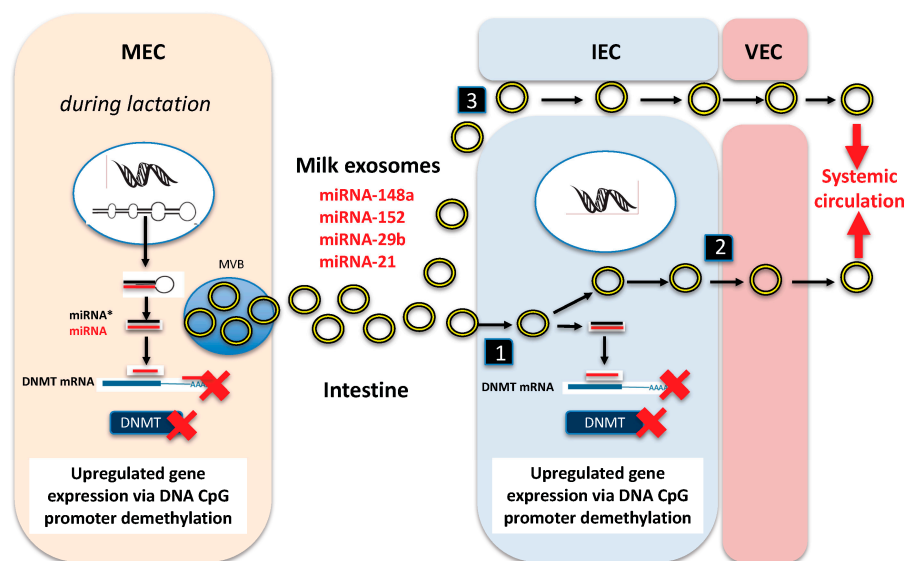 MEC
during lactation
miRNA*
miRNA
DNMT mRNA
AAAA
DNMT
Upregulated gene
expression via DNA CpG
promoter demethylation
MVB
Milk exosomes
miRNA-148a
miRNA-152
miRNA-29b
miRNA-21
Intestine
IEC
VEC
3
2
1
DNMT mRNA
AAAA
DNMT
Upregulated gene
expression via DNA CpG
promoter demethylation
Systemic
circulation